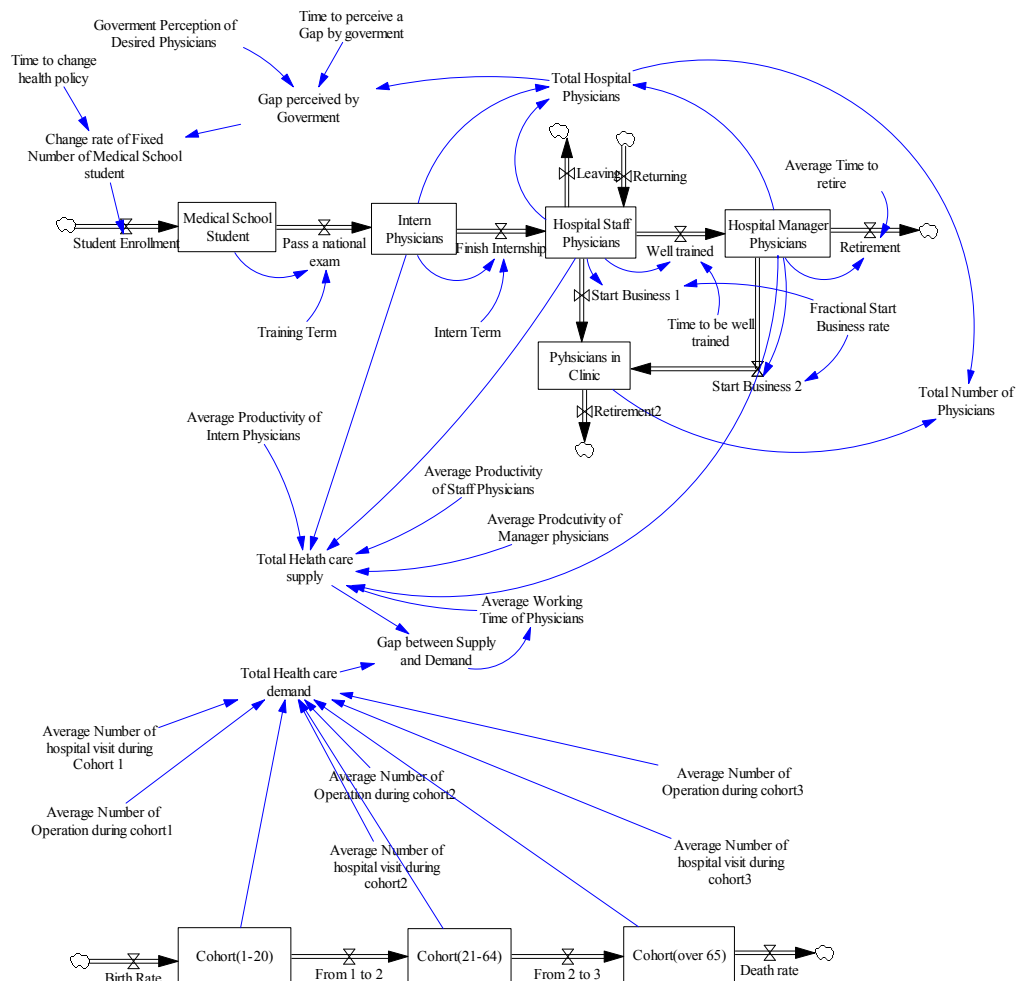 Goverment Perception of
Desired Physicians
Time to perceive a
Gap by goverment
Time to change
health policy
Gap perceived by
Goverment
Total Hospital
Physicians
Change rate of Fixed
Number of Medical School
student
Leaving
Returning
Average Time to
retire
Medical School
Student
Intern
Physicians
Hospital Staff
Physicians
Hospital Manager
Physicians
Student Enrollment
Pass a national
exam
Finish Internship
Well trained
Retirement
Training Term
Intern Term
Start Business 1
Time to be well
trained
Fractional Start
Business rate
Pyhsicians in
Clinic
Start Business 2
Total Number of
Physicians
Retirement2
Average Productivity of
Intern Physicians
Average Productivity
of Staff Physicians
Average Prodcutivity of
Manager physicians
Total Helath care
supply
Average Working
Time of Physicians
Gap between Supply
and Demand
Total Health care
demand
Average Number of
hospital visit during
Cohort 1
Average Number of
Operation during cohort1
Average Number of
Operation during cohort2
Average Number of
Operation during cohort3
Average Number of
hospital visit during
cohort2
Average Number of
hospital visit during
cohort3
Cohort(1-20)
Cohort(21-64)
Cohort(over 65)
Birth Rate
From 1 to 2
From 2 to 3
Death rate